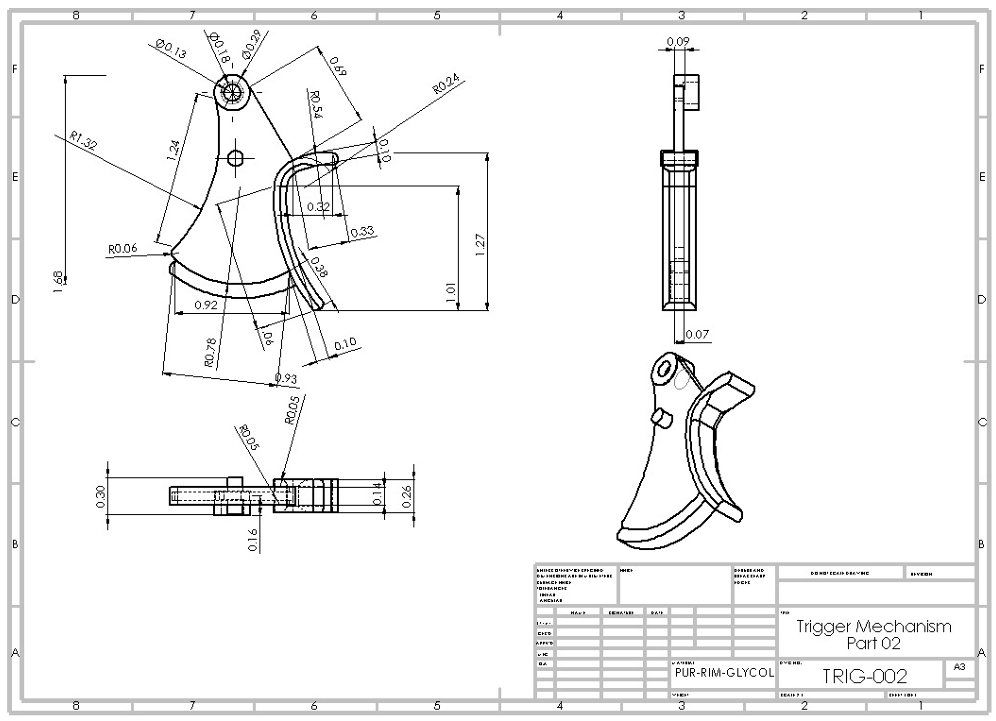 8 7 6 5 4 3 2 1
F
E
D
C
B
A
F
E
D
C
B
A
Ø0.13
Ø0.18
Ø0.29
0.69
R0.54
R0.24
R1.32
1.24
0.10
0.32
0.33
R0.06
1.68
0.38
1.27
1.01
0.92
.06
0.10
R0.78
0.93
0.09
0.07
R0.05
R0.05
0.30
0.14
0.26
0.16
Trigger Mechanism
Part 02
PUR-RIM-GLYCOL
TRIG-002
A3
8 7 6 5 4 3 2 1